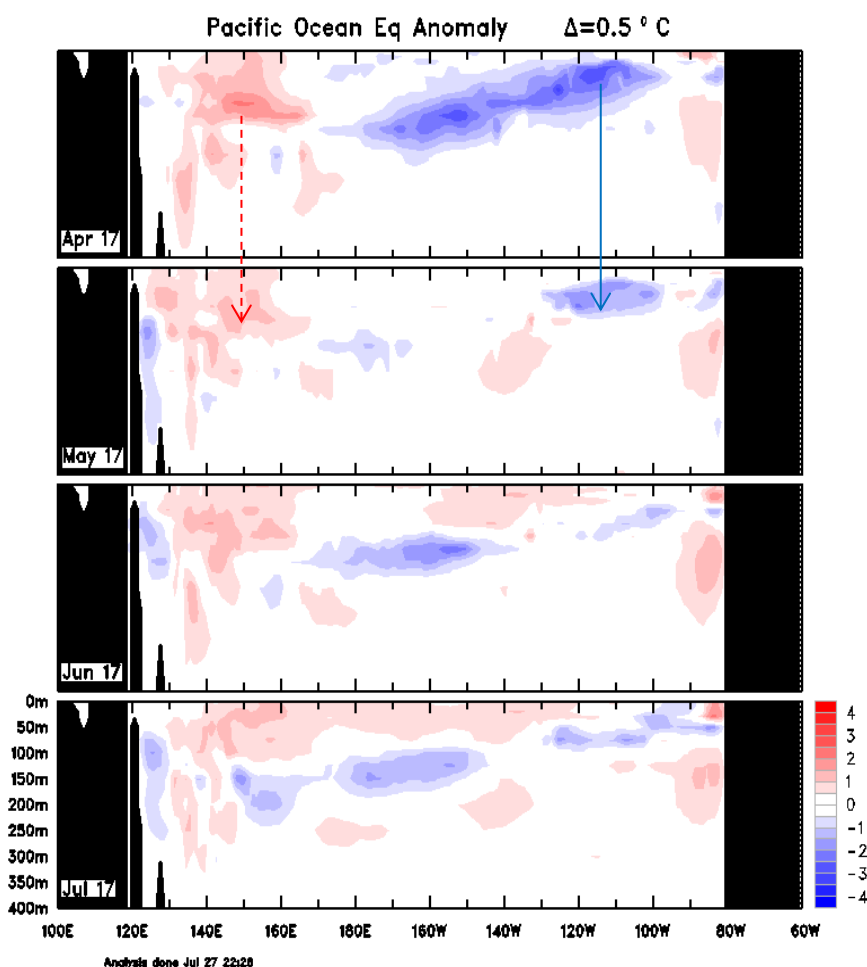 Pacific Ocean Eq Anomaly Δ=0.5 ° C
Apr 17
May 17
Jun 17
0m
50m
100m
150m
200m
250m
300m
350m
400m
Jul 17
4
3
2
1
0
-1
-2
-3
-4
100E 120E 140E 160E 180E 160W 140W 120W 100W 80W 60W
Analysis done Jul 27 22:28